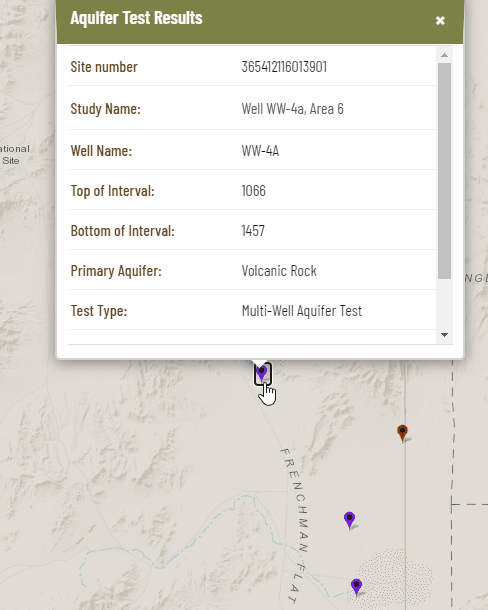 Aquifer Test Results ×
Site number 365412116013901
Study Name: Well WW-4a, Area 6
Well Name: WW-4A
Top of Interval: 1066
Bottom of Interval: 1457
Primary Aquifer: Volcanic Rock
Test Type: Multi-Well Aquifer Test
ational
Site
NGE
FRENCHMAN FLAT